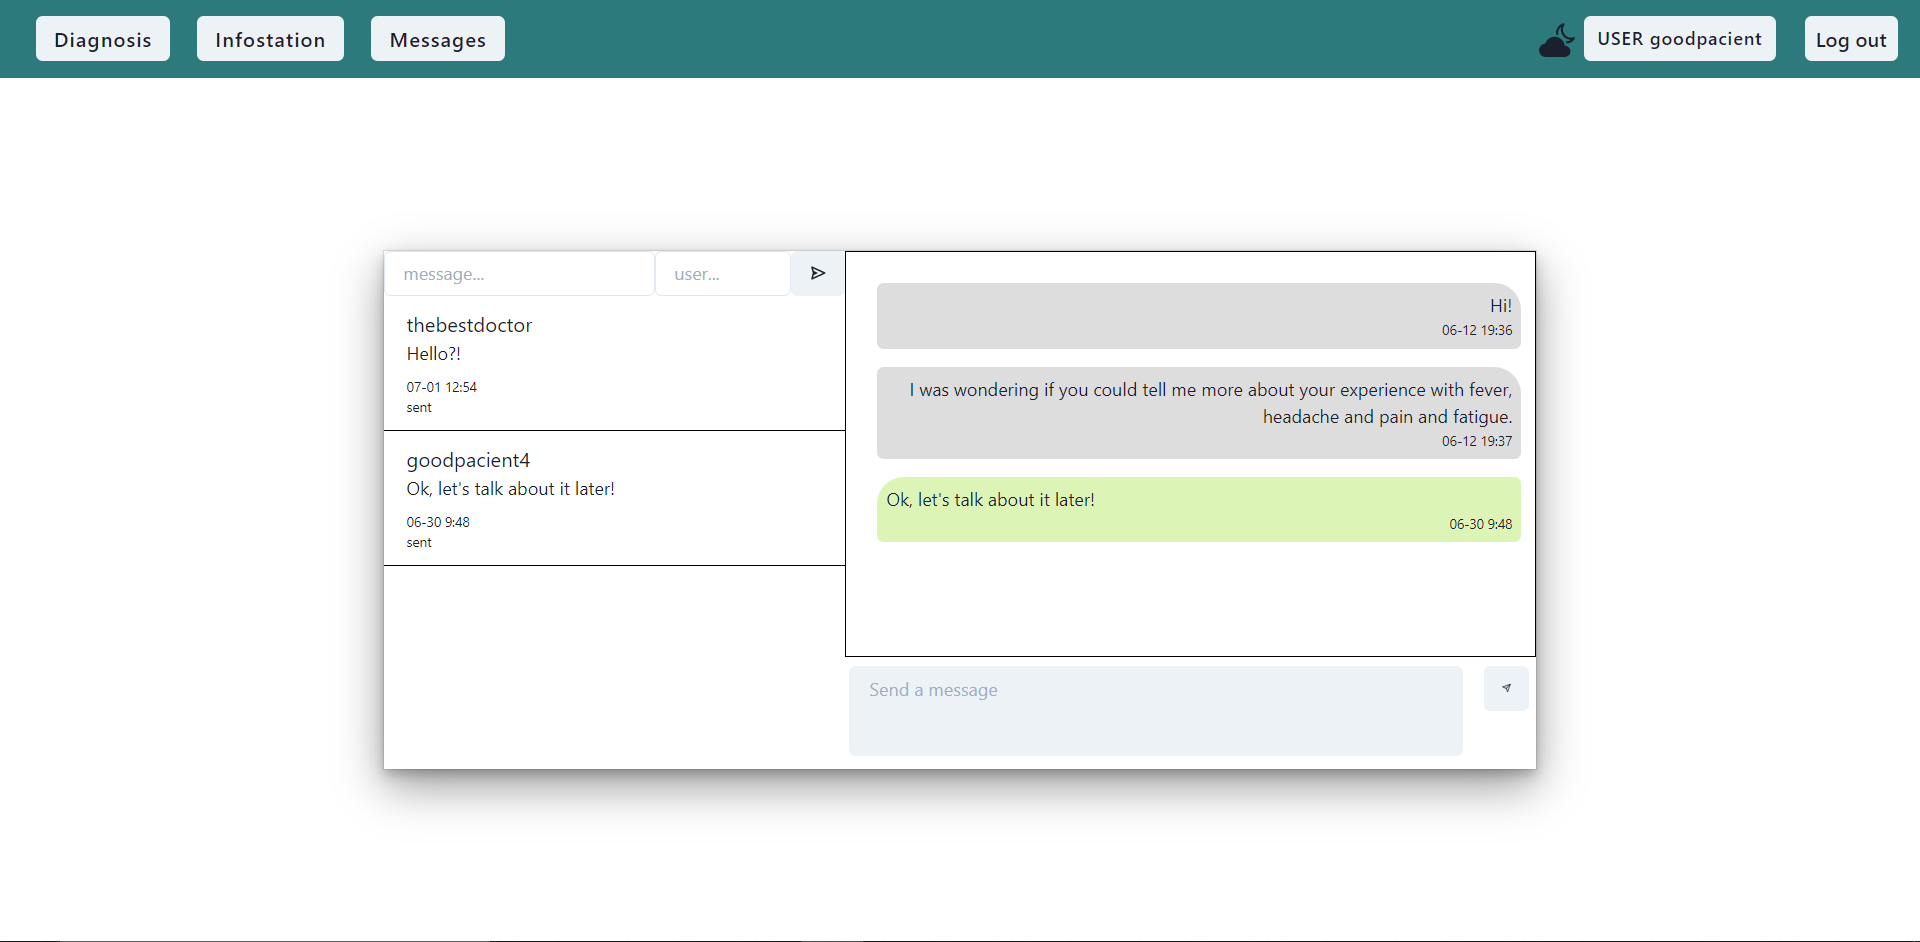 Diagnosis
Infostation
Messages
USER goodpacient
Log out
message...
user...
thebestdoctor
Hello?!
07-01 12:54
sent
goodpacient4
Ok, let's talk about it later!
06-30 9:48
sent
Hi!
06-12 19:36
I was wondering if you could tell me more about your experience with fever,
headache and pain and fatigue.
06-12 19:37
Ok, let's talk about it later!
06-30 9:48
Send a message